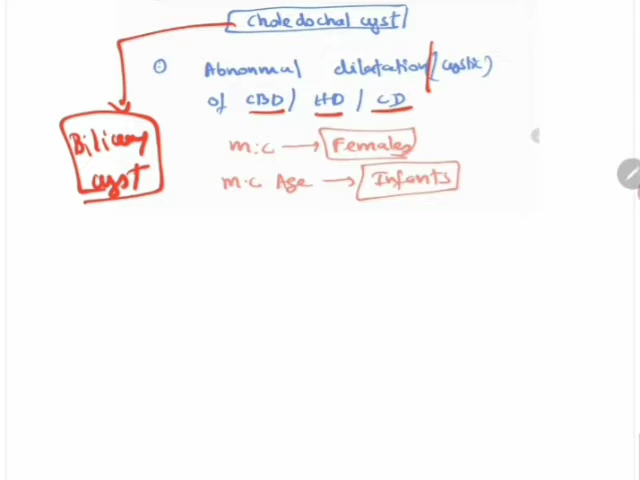 Choledochal cyst
⊙ Abnormal dilatation (cystic)
of CBD / HD / CD
Biliary
cyst
m.c → Females
m.c Age → Infants